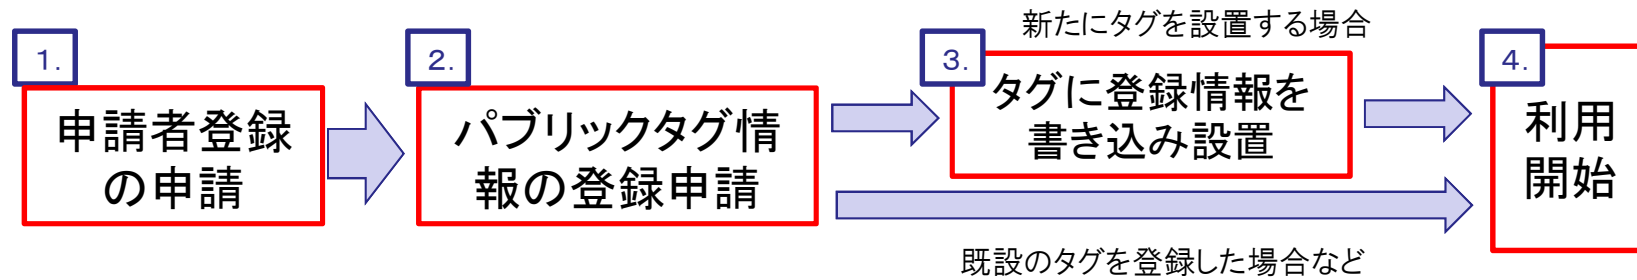 1.
申請者登録
の申請
2.
パブリックタグ情
報の登録申請
新たにタグを設置する場合
3.
タグに登録情報を
書き込み設置
既設のタグを登録した場合など
4.
利用
開始